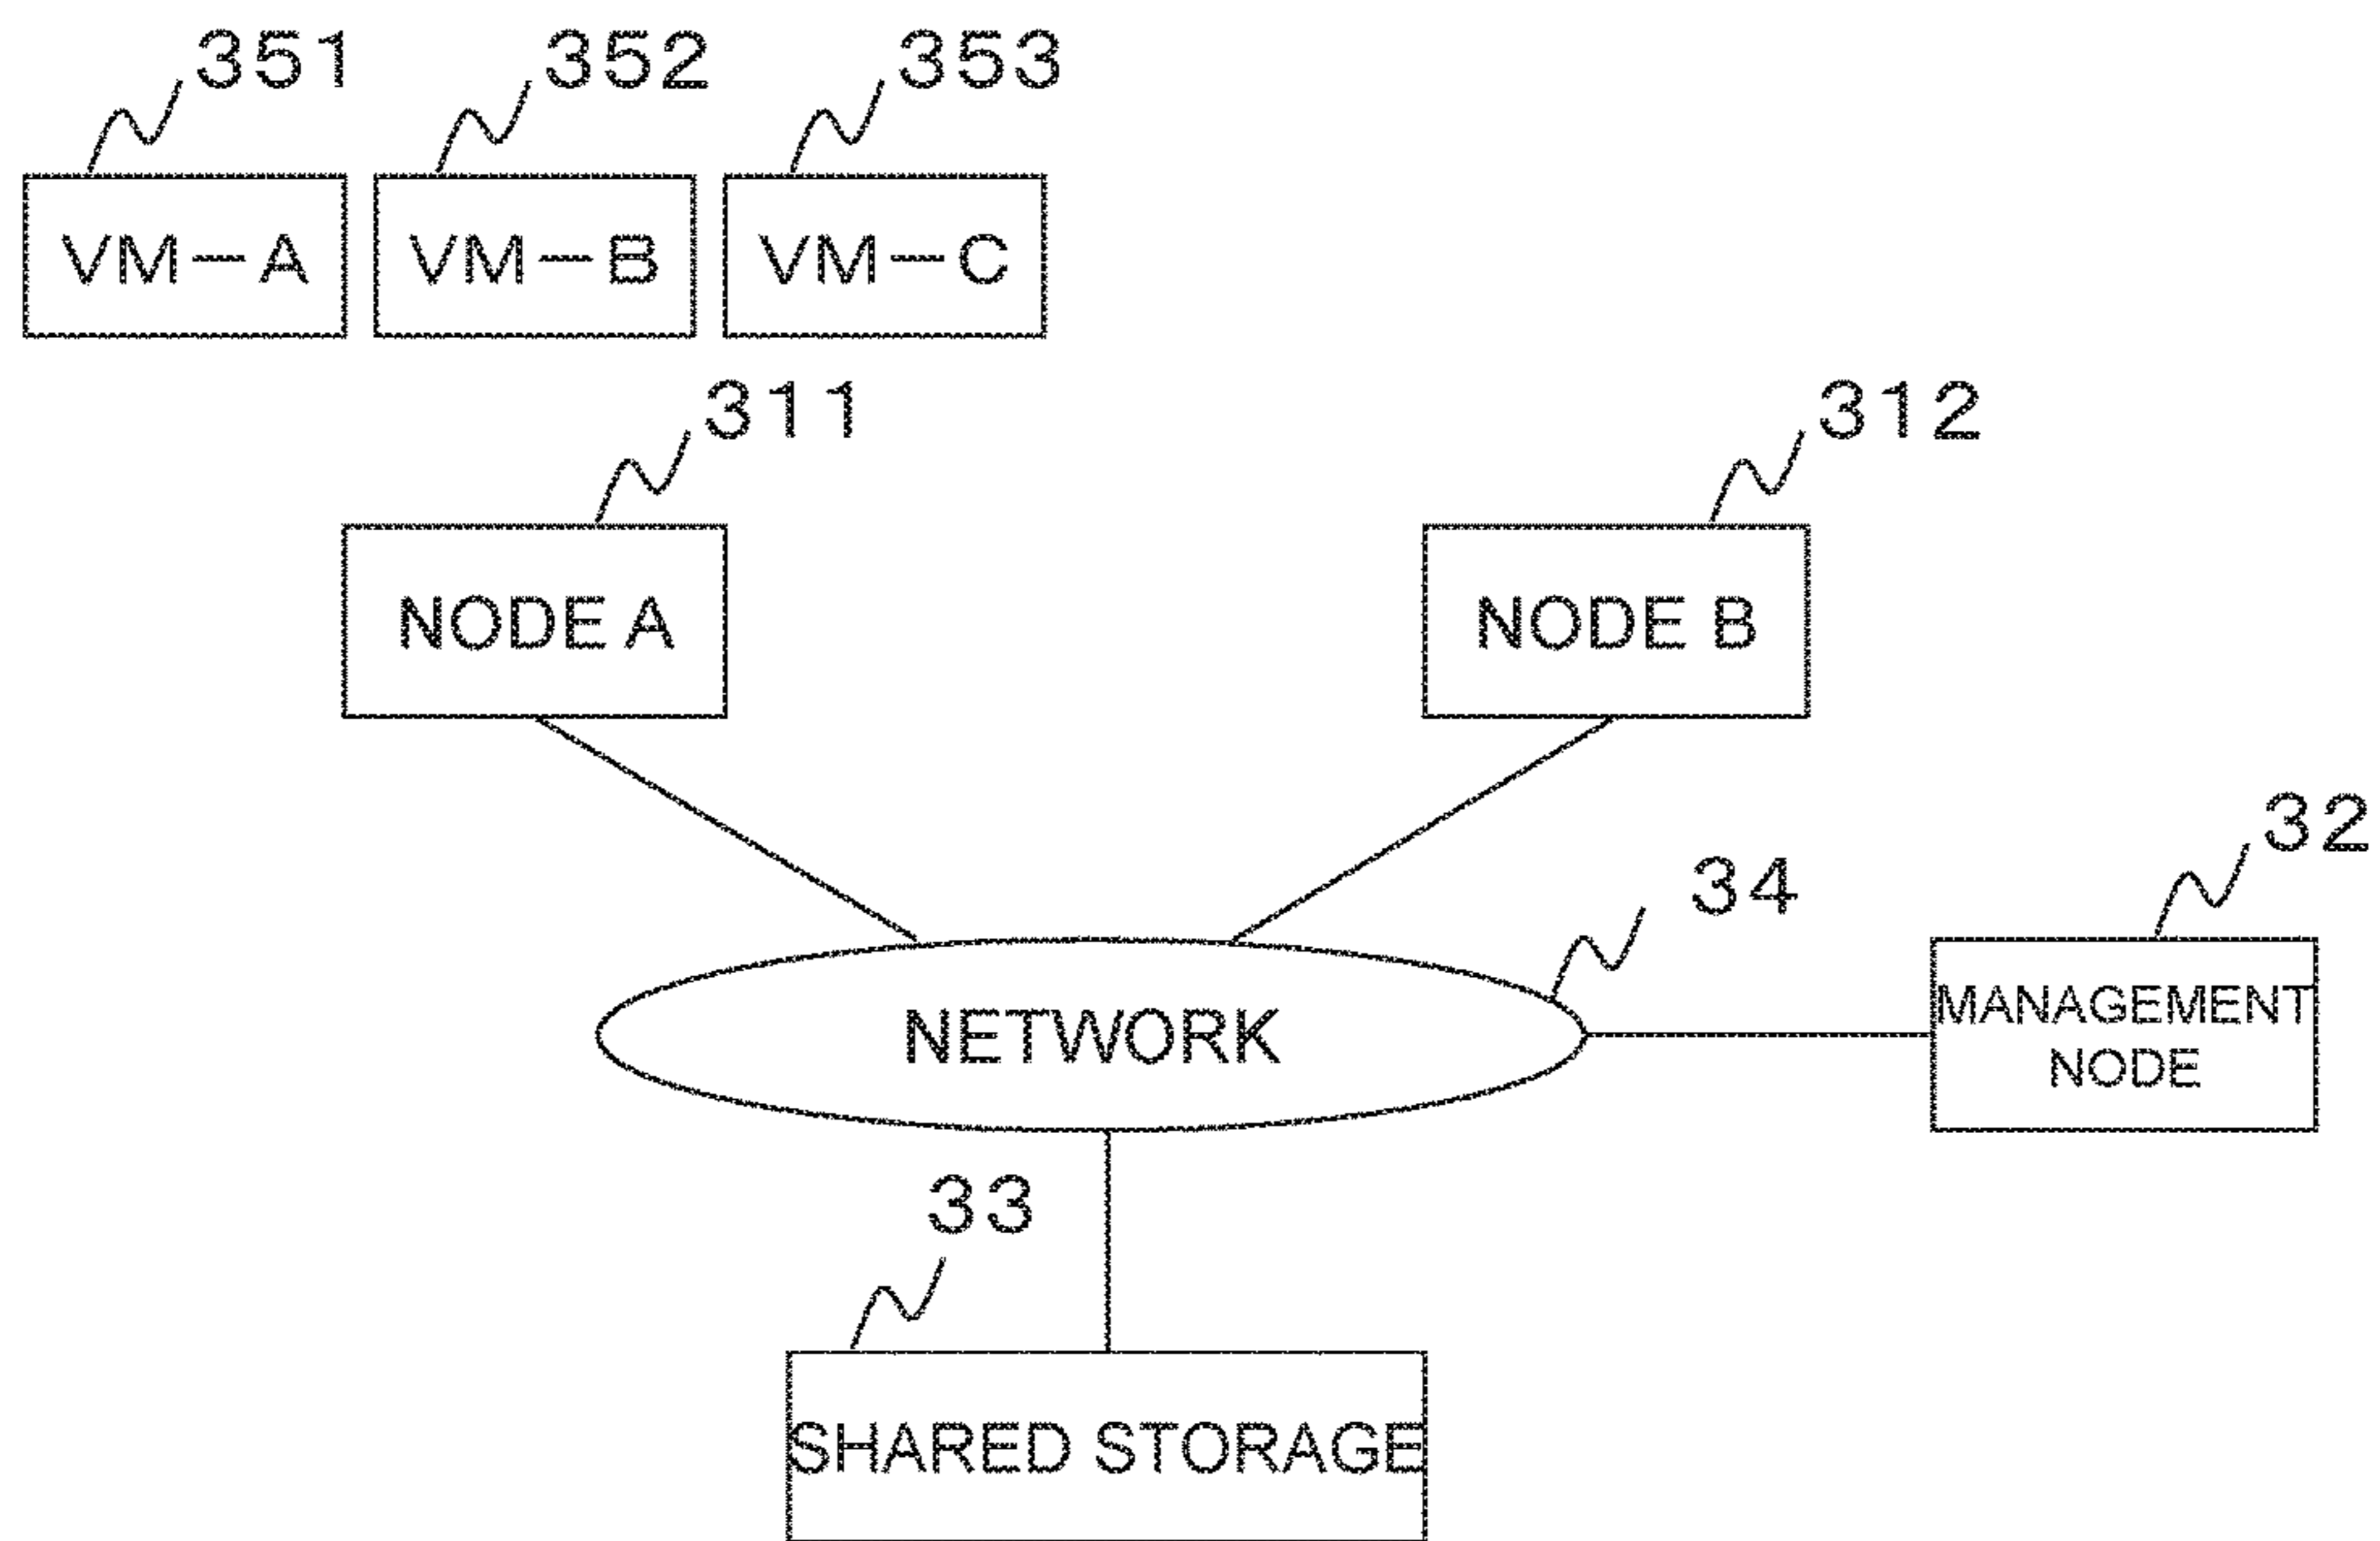 351
352
353
VM－A
VM－B
VM－C
311
312
NODE A
NODE B
32
34
MANAGEMENT
NODE
NETWORK
33
SHARED STORAGE